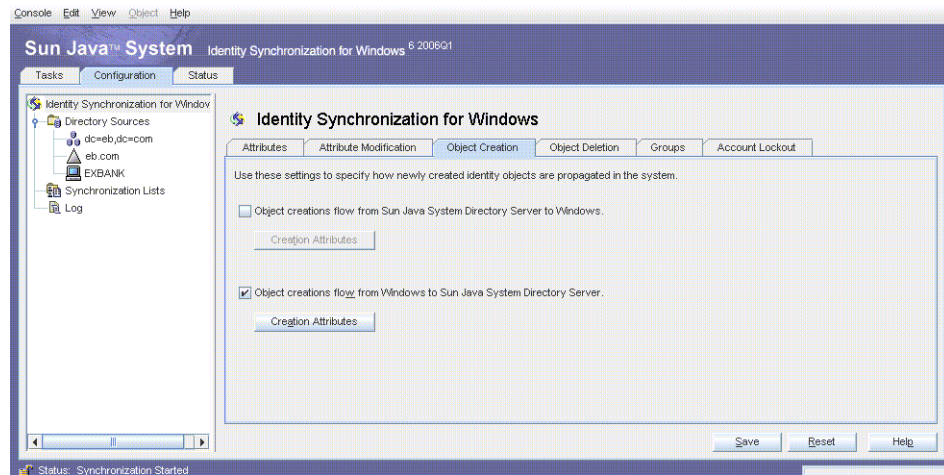 Console Edit View Object Help
Sun Java™ System Identity Synchronization for Windows 6 2006Q1
Tasks Configuration Status
Identity Synchronization for Window
Directory Sources
dc=eb,dc=com
eb.com
EXBANK
Synchronization Lists
Log
Identity Synchronization for Windows
Attributes Attribute Modification Object Creation Object Deletion Groups Account Lockout
Use these settings to specify how newly created identity objects are propagated in the system.
Object creations flow from Sun Java System Directory Server to Windows.
Creation Attributes
Object creations flow from Windows to Sun Java System Directory Server.
Creation Attributes
Save Reset Help
Status: Synchronization Started